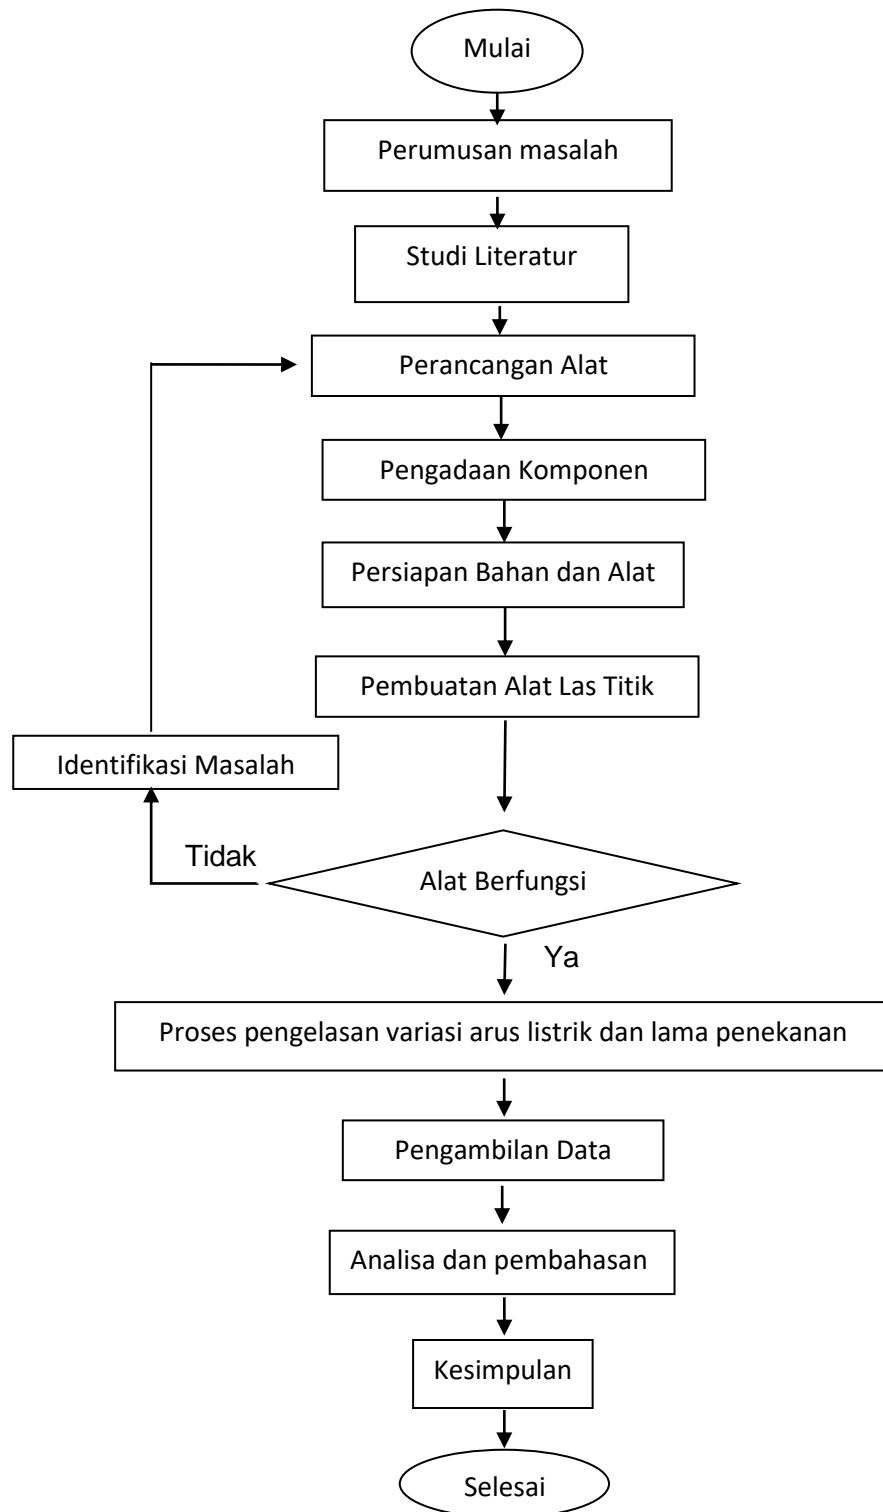 Mulai
Perumusan masalah
Studi Literatur
Perancangan Alat
Pengadaan Komponen
Persiapan Bahan dan Alat
Pembuatan Alat Las Titik
Identifikasi Masalah
Tidak
Alat Berfungsi
Ya
Proses pengelasan variasi arus listrik dan lama penekanan
Pengambilan Data
Analisa dan pembahasan
Kesimpulan
Selesai